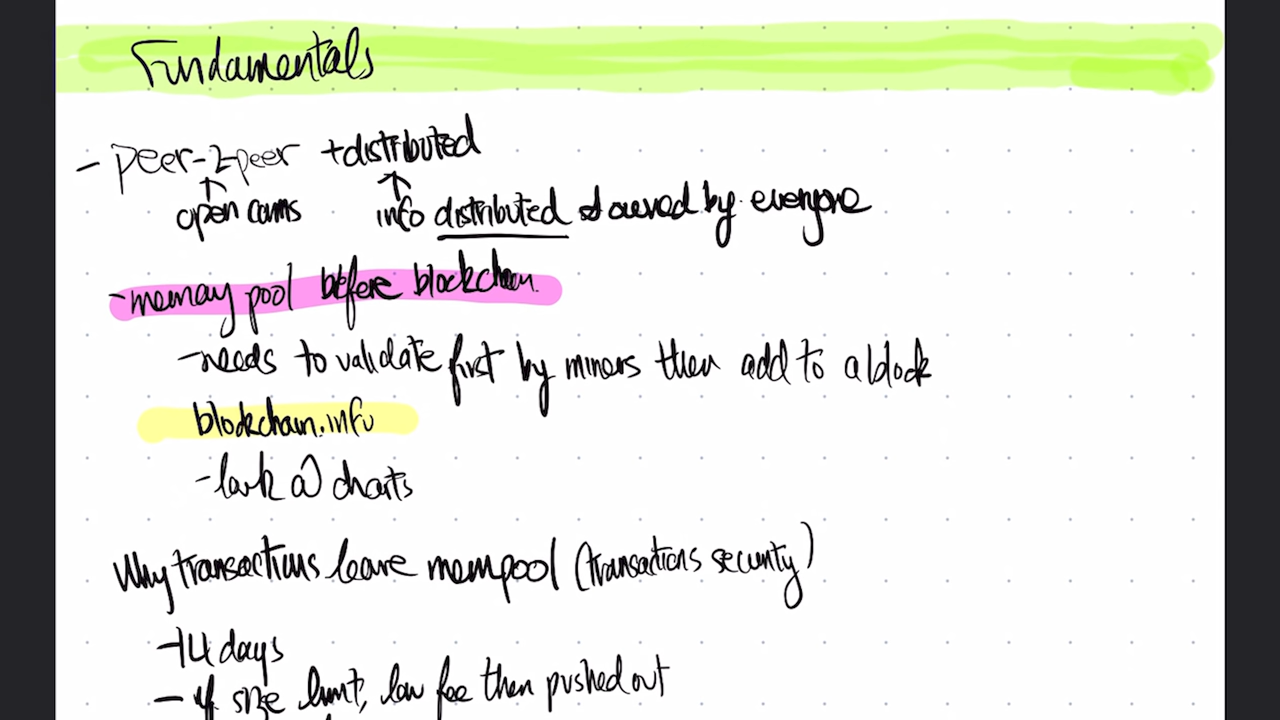 Fundamentals
- peer-2-peer + distributed
open coms info distributed owned by everyone
- memory pool before blockchain.
- needs to validate first by miners then add to a block
blockchain.info
- look @ charts
Why transactions leave mempool (transactions security)
- 14 days
- if size limit, low fee then pushed out